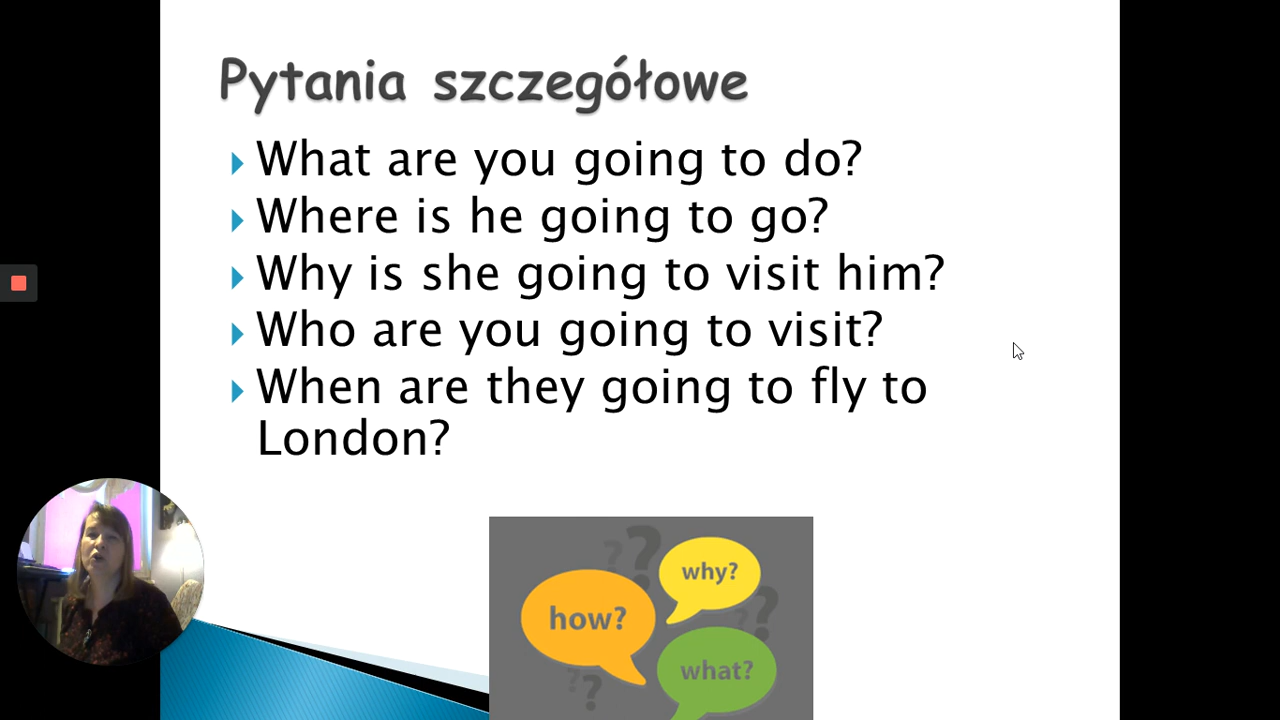 Pytania szczegółowe
What are you going to do?
Where is he going to go?
Why is she going to visit him?
Who are you going to visit?
When are they going to fly to
London?
why?
how?
what?